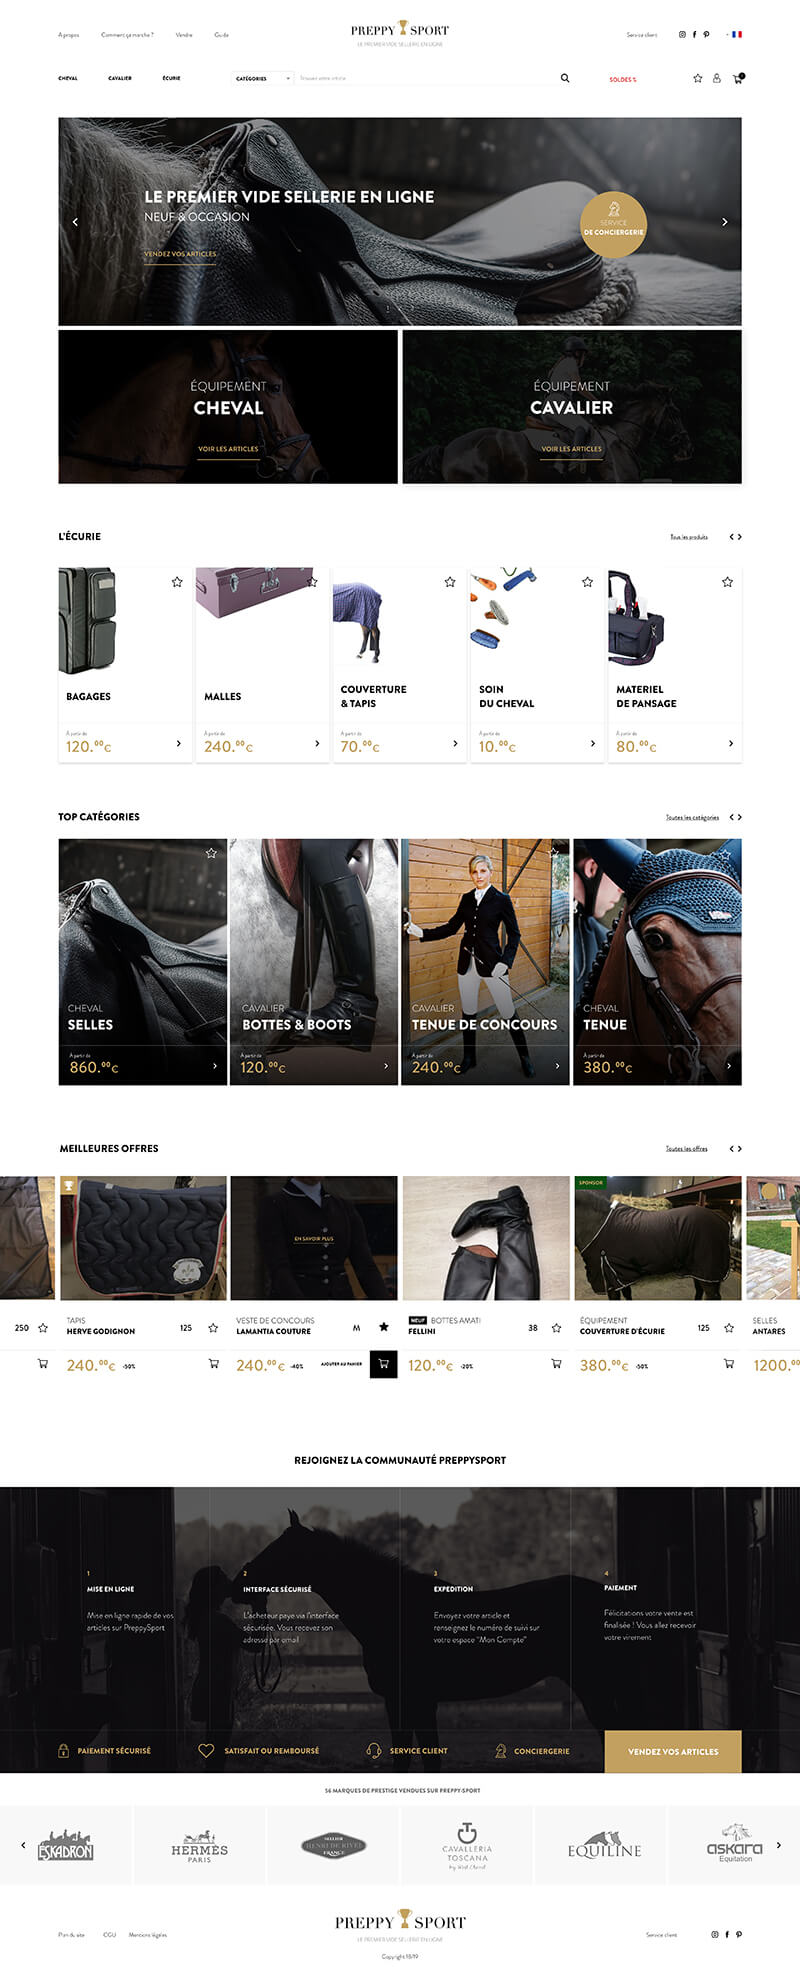 A propos
Comment ça marche ?
Vendre
Guide
PREPPY SPORT
LE PREMIER VIDE SELLERIE EN LIGNE
Service client
CHEVAL
CAVALIER
ÉCURIE
CATÉGORIES
Trouvez votre article
SOLDES %
LE PREMIER VIDE SELLERIE EN LIGNE
NEUF & OCCASION
VENDEZ VOS ARTICLES
SERVICE
DE CONCIERGERIE
1
ÉQUIPEMENT
CHEVAL
VOIR LES ARTICLES
ÉQUIPEMENT
CAVALIER
VOIR LES ARTICLES
L'ÉCURIE
Tous les produits
BAGAGES
À partir de
120.00€
MALLES
À partir de
240.00€
COUVERTURE
& TAPIS
À partir de
70.00€
SOIN
DU CHEVAL
À partir de
10.00€
MATERIEL
DE PANSAGE
À partir de
80.00€
TOP CATÉGORIES
Toutes les catégories
CHEVAL
SELLES
À partir de
860.00€
CAVALIER
BOTTES & BOOTS
À partir de
120.00€
CAVALIER
TENUE DE CONCOURS
À partir de
240.00€
CHEVAL
TENUE
À partir de
380.00€
MEILLEURES OFFRES
Toutes les offres
250
TAPIS
HERVE GODIGNON
125
240.00€ -50%
EN SAVOIR PLUS
VESTE DE CONCOURS
LAMANTIA COUTURE
M
240.00€ -40%
AJOUTER AU PANIER
NEUF BOTTES AMATI
FELLINI
38
120.00€ -20%
SPONSOR
ÉQUIPEMENT
COUVERTURE D'ÉCURIE
125
380.00€ -50%
SELLES
ANTARES
1200.00
REJOIGNEZ LA COMMUNAUTÉ PREPPYSPORT
1
MISE EN LIGNE
Mise en ligne rapide de vos
articles sur PreppySport
2
INTERFACE SÉCURISÉ
L'acheteur paye via l'interface
sécurisée. Vous recevez son
adresse par email
3
EXPEDITION
Envoyez votre article et
renseignez le numéro de suivi sur
votre espace "Mon Compte"
4
PAIEMENT
Félicitations votre vente est
finalisée ! Vous allez recevoir
votre virement
PAIEMENT SÉCURISÉ
SATISFAIT OU REMBOURSÉ
SERVICE CLIENT
CONCIERGERIE
VENDEZ VOS ARTICLES
56 MARQUES DE PRESTIGE VENDUES SUR PREPPY-SPORT
ESKADRON
HERMÈS
PARIS
SELLIER
HENRI DE RIVEL
FRANCE
CAVALLERIA
TOSCANA
EQUILINE
askara
Equitation
PREPPY SPORT
LE PREMIER VIDE SELLERIE EN LIGNE
Plan du site
CGU
Mentions légales
Service client
Copyright 18/19